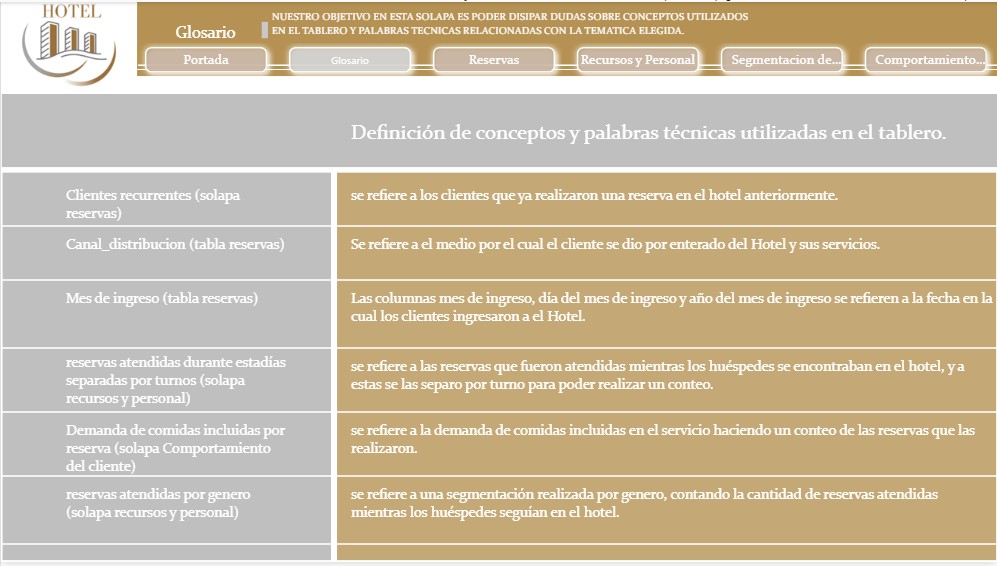 HOTEL
Glosario
NUESTRO OBJETIVO EN ESTA SOLAPA ES PODER DISIPAR DUDAS SOBRE CONCEPTOS UTILIZADOS
EN EL TABLERO Y PALABRAS TECNICAS RELACIONADAS CON LA TEMATICA ELEGIDA.
Portada
Glosario
Reservas
Recursos y Personal
Segmentacion de...
Comportamiento...
Definición de conceptos y palabras técnicas utilizadas en el tablero.
Clientes recurrentes (solapa
reservas)
se refiere a los clientes que ya realizaron una reserva en el hotel anteriormente.
Canal_distribucion (tabla reservas)
Se refiere a el medio por el cual el cliente se dio por enterado del Hotel y sus servicios.
Mes de ingreso (tabla reservas)
Las columnas mes de ingreso, día del mes de ingreso y año del mes de ingreso se refieren a la fecha en la
cual los clientes ingresaron a el Hotel.
reservas atendidas durante estadías
separadas por turnos (solapa
recursos y personal)
se refiere a las reservas que fueron atendidas mientras los huéspedes se encontraban en el hotel, y a
estas se las separo por turno para poder realizar un conteo.
Demanda de comidas incluidas por
reserva (solapa Comportamiento
del cliente)
se refiere a la demanda de comidas incluidas en el servicio haciendo un conteo de las reservas que las
realizaron.
reservas atendidas por genero
(solapa recursos y personal)
se refiere a una segmentación realizada por genero, contando la cantidad de reservas atendidas
mientras los huéspedes seguían en el hotel.